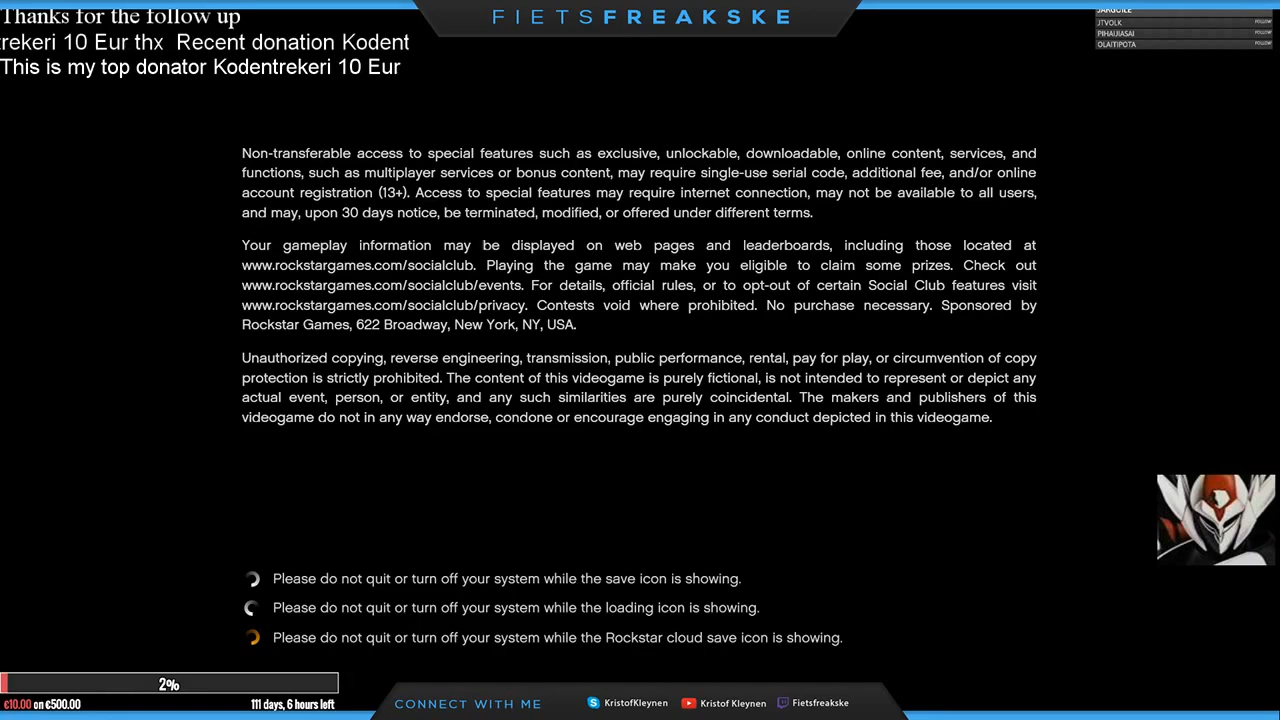 Thanks for the follow up
FIETSFREAKSKE
trekeri 10 Eur thx  Recent donation Kodent
This is my top donator Kodentrekeri 10 Eur
JTVOLK FOLLOW
PIHAIJIASAI FOLLOW
OLAITIPOTA FOLLOW
Non-transferable access to special features such as exclusive, unlockable, downloadable, online content, services, and
functions, such as multiplayer services or bonus content, may require single-use serial code, additional fee, and/or online
account registration (13+). Access to special features may require internet connection, may not be available to all users,
and may, upon 30 days notice, be terminated, modified, or offered under different terms.
Your gameplay information may be displayed on web pages and leaderboards, including those located at
www.rockstargames.com/socialclub. Playing the game may make you eligible to claim some prizes. Check out
www.rockstargames.com/socialclub/events. For details, official rules, or to opt-out of certain Social Club features visit
www.rockstargames.com/socialclub/privacy. Contests void where prohibited. No purchase necessary. Sponsored by
Rockstar Games, 622 Broadway, New York, NY, USA.
Unauthorized copying, reverse engineering, transmission, public performance, rental, pay for play, or circumvention of copy
protection is strictly prohibited. The content of this videogame is purely fictional, is not intended to represent or depict any
actual event, person, or entity, and any such similarities are purely coincidental. The makers and publishers of this
videogame do not in any way endorse, condone or encourage engaging in any conduct depicted in this videogame.
Please do not quit or turn off your system while the save icon is showing.
Please do not quit or turn off your system while the loading icon is showing.
Please do not quit or turn off your system while the Rockstar cloud save icon is showing.
2%
€10.00 on €500.00 111 days, 6 hours left
CONNECT WITH ME KristofKleynen Kristof Kleynen Fietsfreakske